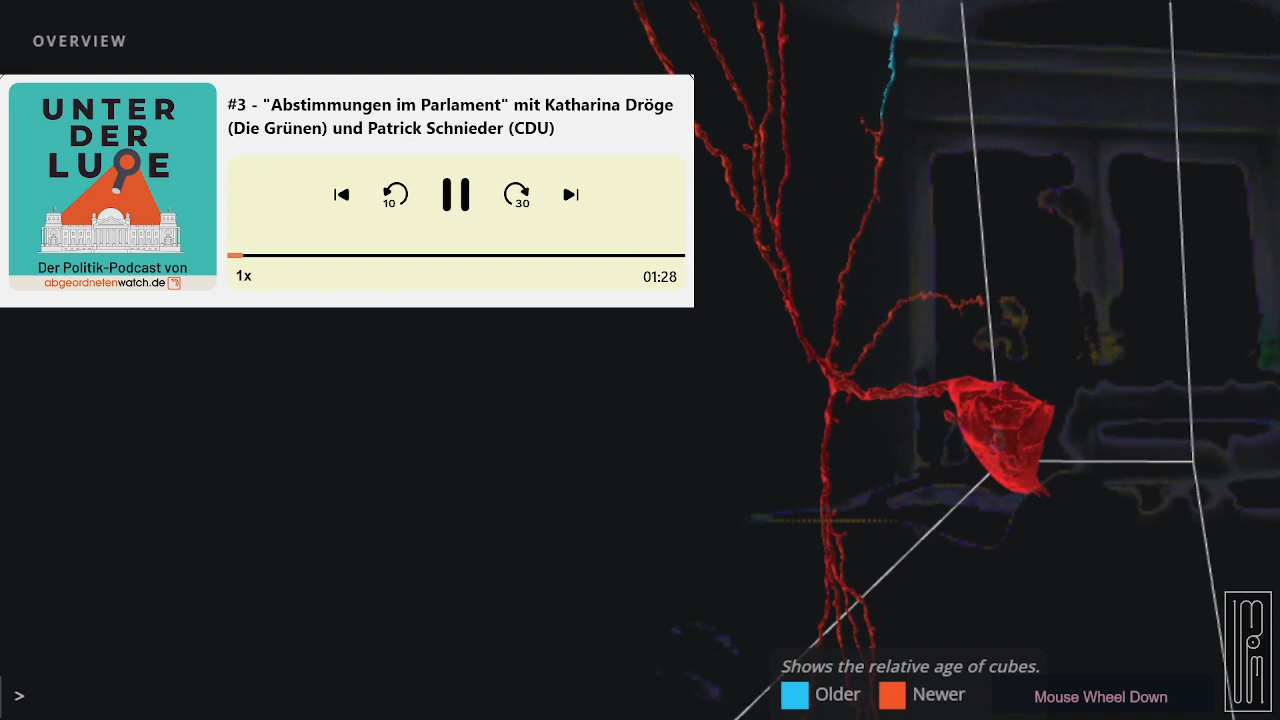 OVERVIEW
UNTER
DER
LUPE
Der Politik-Podcast von
abgeordnetenwatch.de
#3 - "Abstimmungen im Parlament" mit Katharina Dröge
(Die Grünen) und Patrick Schnieder (CDU)
10
30
1x
01:28
>
Shows the relative age of cubes.
Older
Newer
Mouse Wheel Down